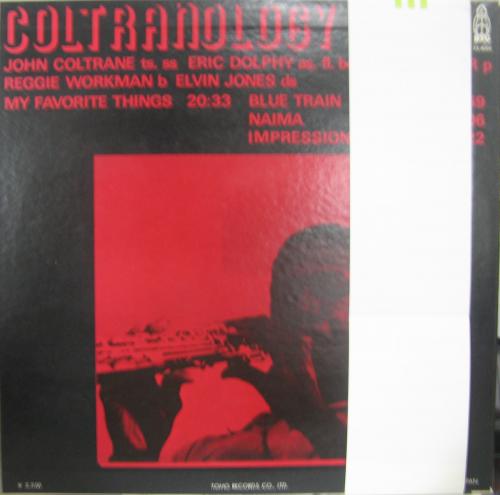 COLTRANOLOGY
JOHN COLTRANE ts. ss ERIC DOLPHY as. fl. p
REGGIE WORKMAN b ELVIN JONES ds
MY FAVORITE THINGS 20:33 BLUE TRAIN
NAIMA
IMPRESSION
TOHO RECORDS CO., LTD.